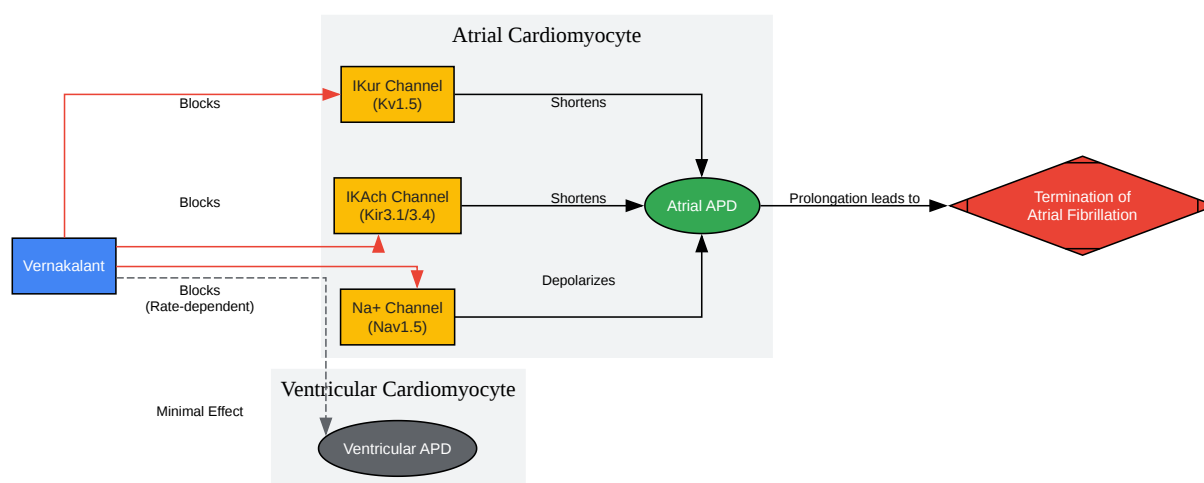 Atrial Cardiomyocyte
IKur Channel
(Kv1.5)
Blocks
Shortens
IKAch Channel
(Kir3.1/3.4)
Blocks
Shortens
Atrial APD
Prolongation leads to
Termination of
Atrial Fibrillation
Vernakalant
Blocks
(Rate-dependent)
Na+ Channel
(Nav1.5)
Depolarizes
Ventricular Cardiomyocyte
Minimal Effect
Ventricular APD